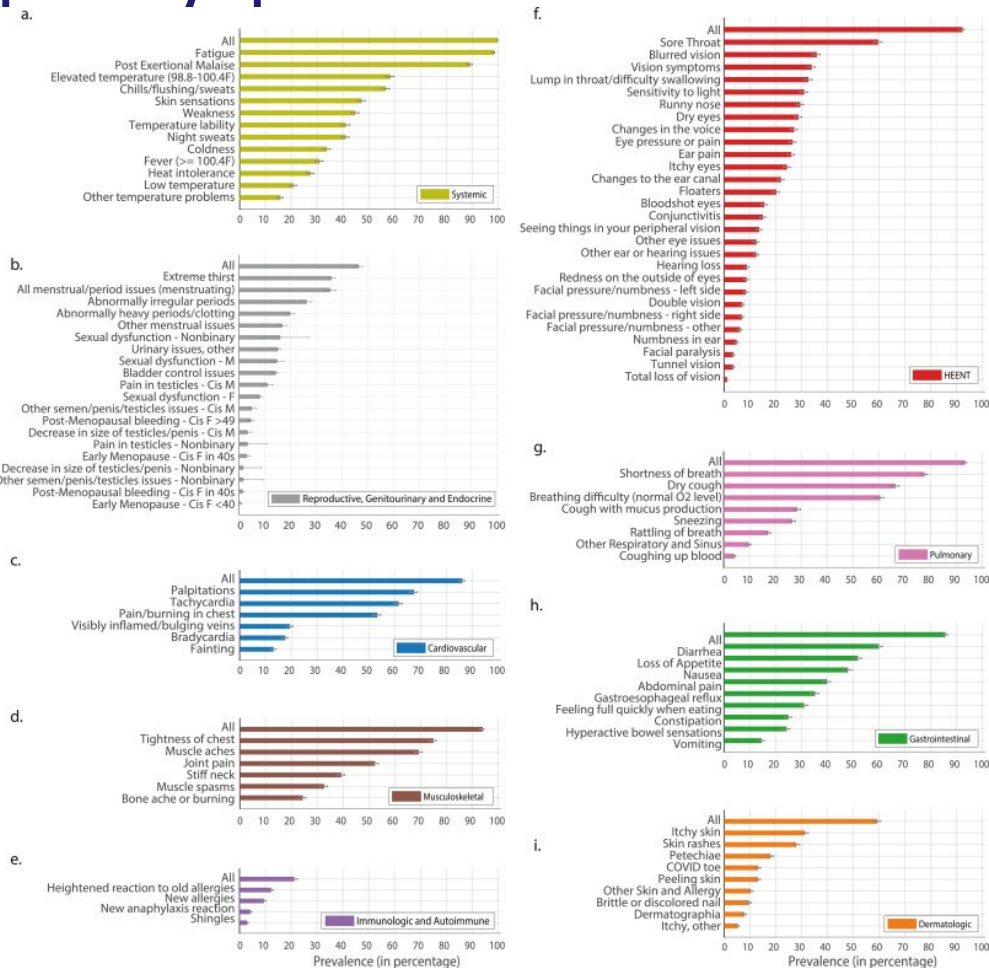 a.
All
Fatigue
Post Exertional Malaise
Elevated temperature (98.8-100.4F)
Chills/flushing/sweats
Skin sensations
Weakness
Temperature lability
Night sweats
Coldness
Fever (>= 100.4F)
Heat intolerance
Low temperature
Other temperature problems
Systemic
0 10 20 30 40 50 60 70 80 90 100
b.
All
Extreme thirst
All menstrual/period issues (menstruating)
Abnormally irregular periods
Abnormally heavy periods/clotting
Other menstrual issues
Sexual dysfunction - Nonbinary
Urinary issues, other
Sexual dysfunction - M
Bladder control issues
Pain in testicles - Cis M
Sexual dysfunction - F
Other semen/penis/testicles issues - Cis M
Post-Menopausal bleeding - Cis F >49
Decrease in size of testicles/penis - Cis M
Pain in testicles - Nonbinary
Early Menopause - Cis F in 40s
Decrease in size of testicles/penis - Nonbinary
Other semen/penis/testicles issues - Nonbinary
Post-Menopausal bleeding - Cis F in 40s
Early Menopause - Cis F <40
Reproductive, Genitourinary and Endocrine
0 10 20 30 40 50 60 70 80 90 100
c.
All
Palpitations
Tachycardia
Pain/burning in chest
Visibly inflamed/bulging veins
Bradycardia
Fainting
Cardiovascular
0 10 20 30 40 50 60 70 80 90 100
d.
All
Tightness of chest
Muscle aches
Joint pain
Stiff neck
Muscle spasms
Bone ache or burning
Musculoskeletal
0 10 20 30 40 50 60 70 80 90 100
e.
All
Heightened reaction to old allergies
New allergies
New anaphylaxis reaction
Shingles
Immunologic and Autoimmune
0 10 20 30 40 50 60 70 80 90 100
Prevalence (in percentage)
f.
All
Sore Throat
Blurred vision
Vision symptoms
Lump in throat/difficulty swallowing
Sensitivity to light
Runny nose
Dry eyes
Changes in the voice
Eye pressure or pain
Ear pain
Itchy eyes
Changes to the ear canal
Floaters
Bloodshot eyes
Conjunctivitis
Seeing things in your peripheral vision
Other eye issues
Other ear or hearing issues
Hearing loss
Redness on the outside of eyes
Facial pressure/numbness - left side
Double vision
Facial pressure/numbness - right side
Facial pressure/numbness - other
Numbness in ear
Facial paralysis
Tunnel vision
Total loss of vision
HEENT
0 10 20 30 40 50 60 70 80 90 100
g.
All
Shortness of breath
Dry cough
Breathing difficulty (normal O2 level)
Cough with mucus production
Sneezing
Rattling of breath
Other Respiratory and Sinus
Coughing up blood
Pulmonary
0 10 20 30 40 50 60 70 80 90 100
h.
All
Diarrhea
Loss of Appetite
Nausea
Abdominal pain
Gastroesophageal reflux
Feeling full quickly when eating
Constipation
Hyperactive bowel sensations
Vomiting
Gastrointestinal
0 10 20 30 40 50 60 70 80 90 100
i.
All
Itchy skin
Skin rashes
Petechiae
COVID toe
Peeling skin
Other Skin and Allergy
Brittle or discolored nail
Dermatographia
Itchy, other
Dermatologic
0 10 20 30 40 50 60 70 80 90 100
Prevalence (in percentage)